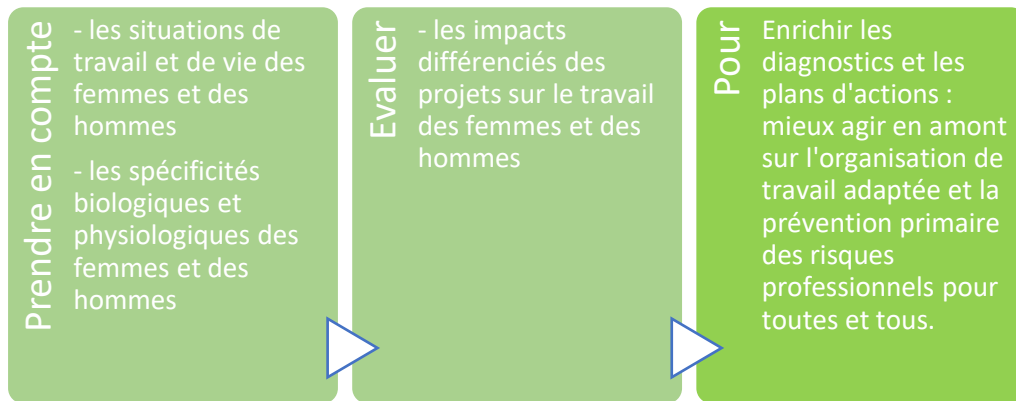 Prendre en compte
- les situations de
travail et de vie des
femmes et des
hommes
- les spécificités
biologiques et
physiologiques des
femmes et des
hommes
Evaluer
- les impacts
différenciés des
projets sur le travail
des femmes et des
hommes
Pour
Enrichir les
diagnostics et les
plans d'actions :
mieux agir en amont
sur l'organisation de
travail adaptée et la
prévention primaire
des risques
professionnels pour
toutes et tous.